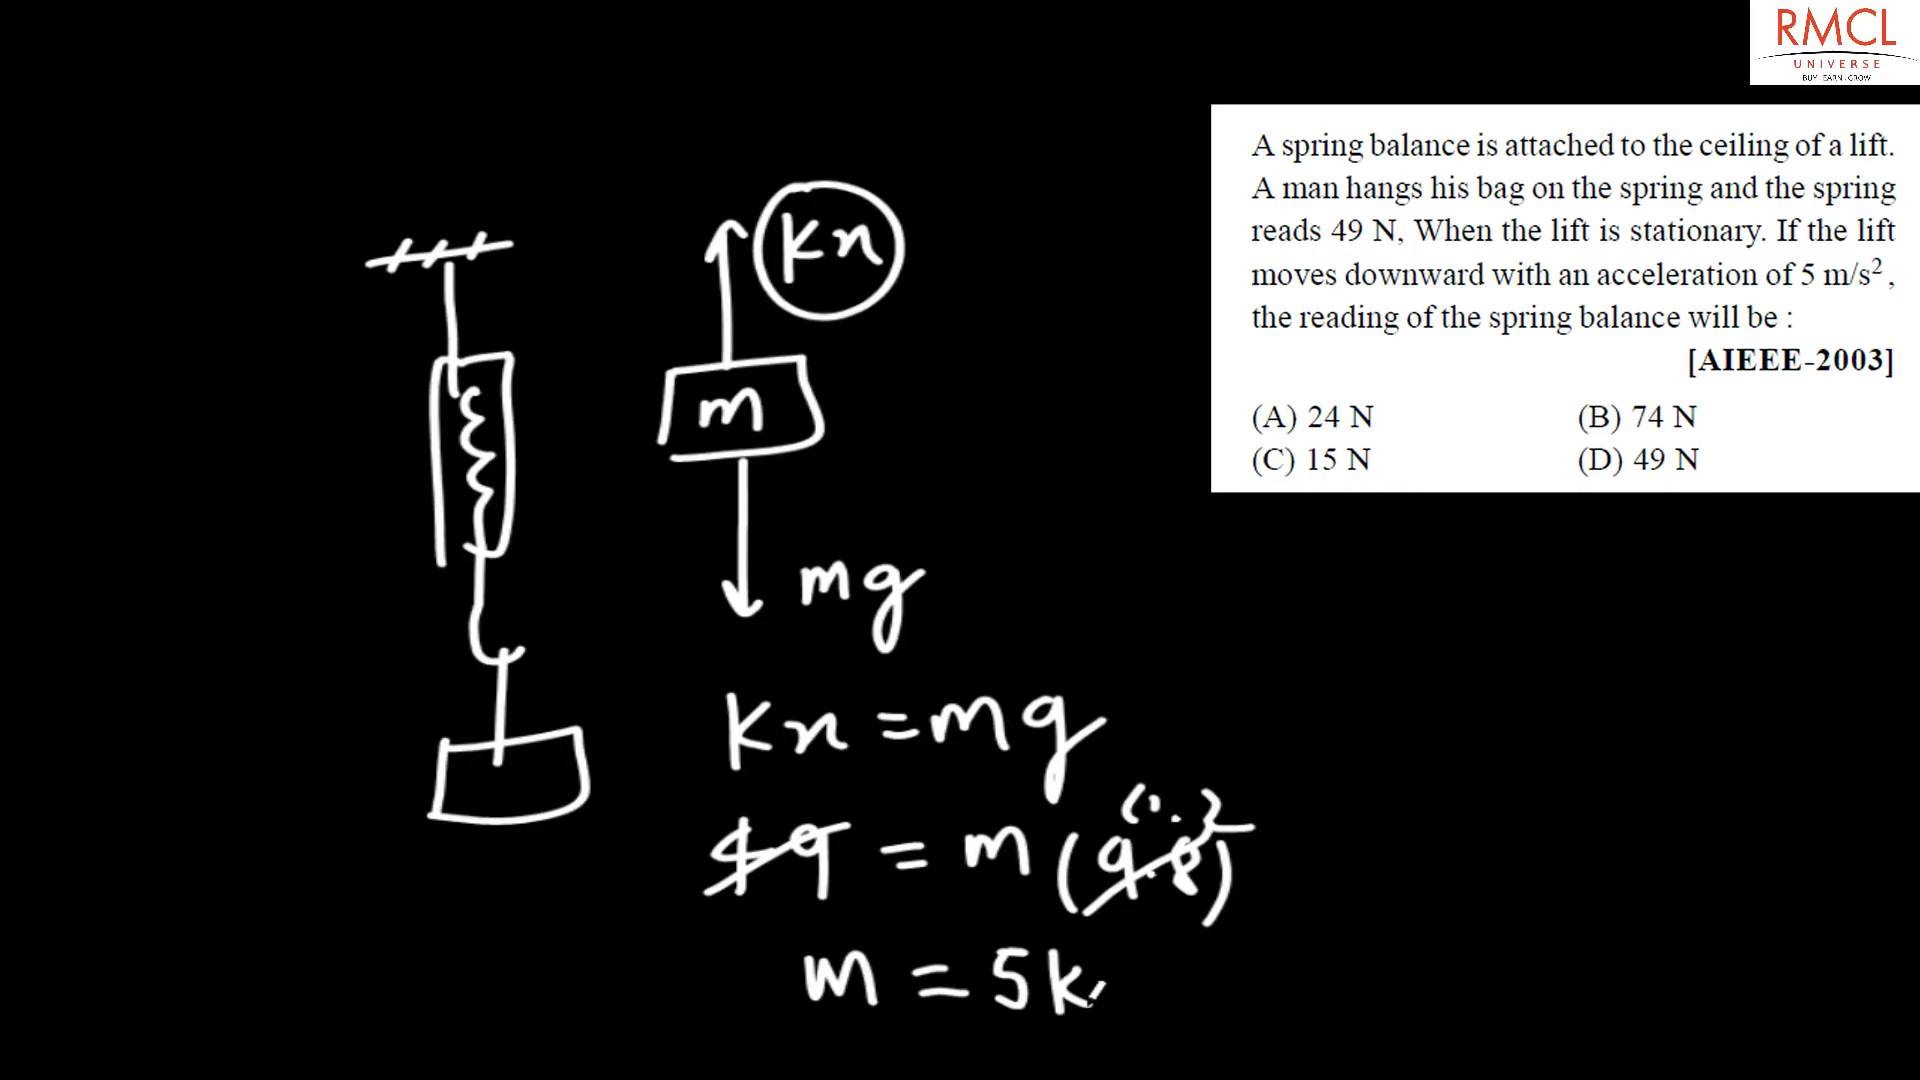 RMCL
UNIVERSE
BUY . EARN . GROW
A spring balance is attached to the ceiling of a lift.
A man hangs his bag on the spring and the spring
reads 49 N, When the lift is stationary. If the lift
moves downward with an acceleration of 5 m/s²,
the reading of the spring balance will be :
[AIEEE-2003]
(A) 24 N (B) 74 N
(C) 15 N (D) 49 N
kx
m
mg
kx = mg
49 = m (9.8)
m = 5k